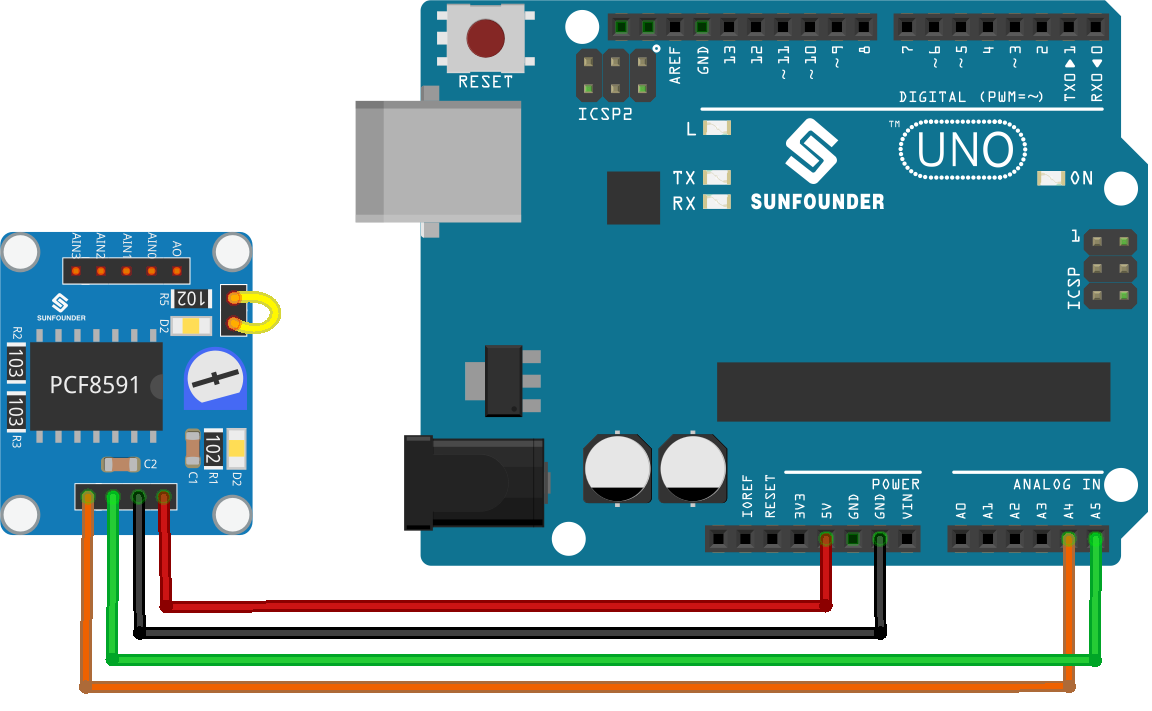 RESET
ICSP2
AREF
GND
13
12
~11
~10
~9
8
7
~6
~5
4
~3
2
TX0▶1
RX0◀0
DIGITAL (PWM=~)
L
TX
RX
SUNFOUNDER
TM
UNO
ON
1
ICSP
AIN3
AIN2
AIN1
AIN0
AO
SUNFOUNDER
R5
102
D2
R2
103
103
R3
PCF8591
C2
C1
102
R1
D2
POWER
ANALOG IN
IOREF
RESET
3V3
5V
GND
GND
VIN
A0
A1
A2
A3
A4
A5